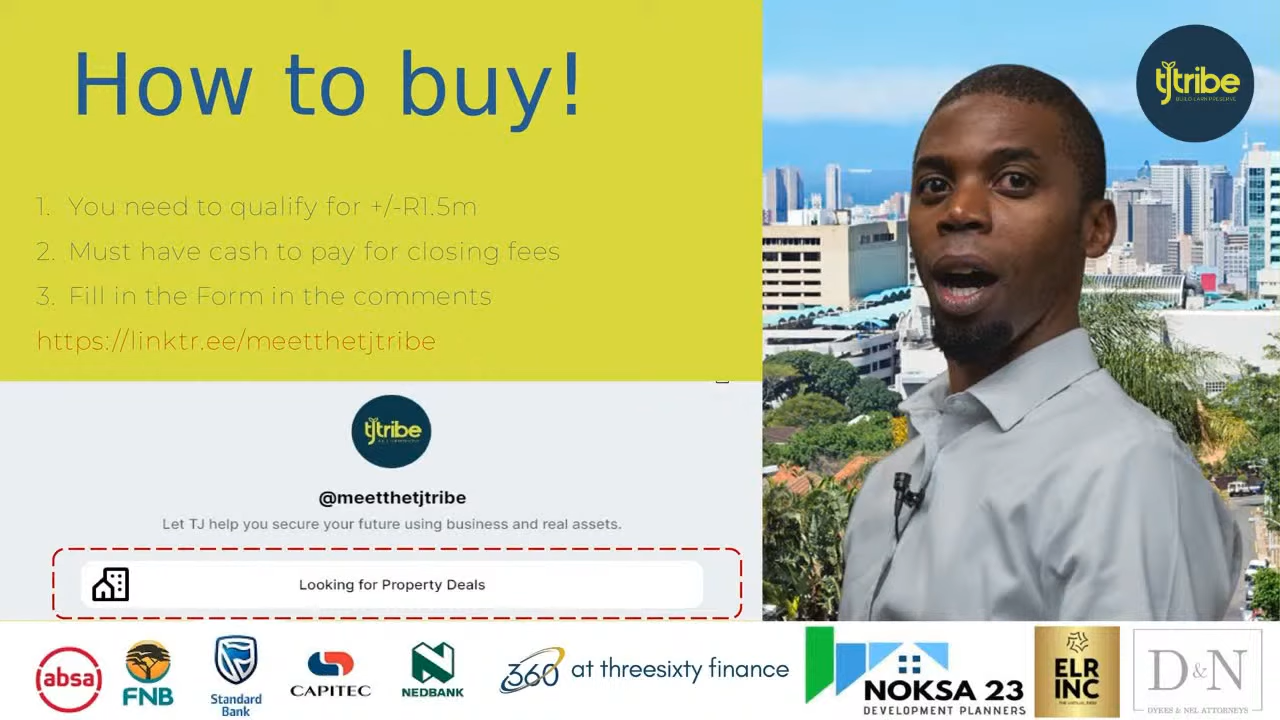 How to buy!
1. You need to qualify for +/-R1.5m
2. Must have cash to pay for closing fees
3. Fill in the Form in the comments
https://linktr.ee/meetthetjtribe
tjtribe
BUILD EARN PRESERVE
tjtribe
@meetthetjtribe
Let TJ help you secure your future using business and real assets.
Looking for Property Deals
absa
FNB
Standard
Bank
CAPITEC
NEDBANK
360 at threesixty finance
NOKSA 23
DEVELOPMENT PLANNERS
ELR
INC
D&N
DYKES & NEL ATTORNEYS